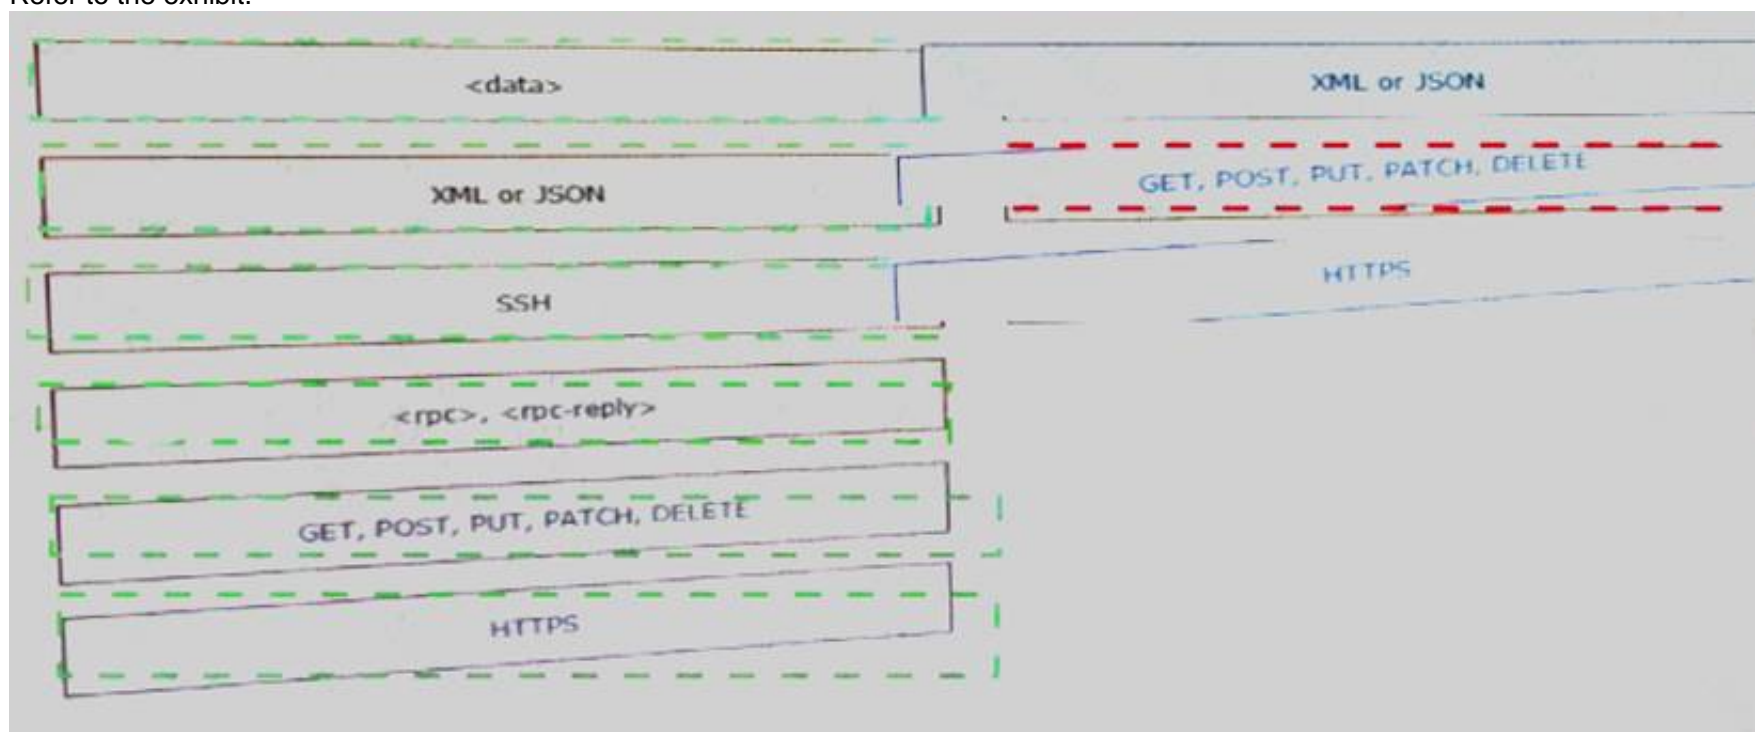 Refer to the exhibit.
<data>
XML or JSON
XML or JSON
GET, POST, PUT, PATCH, DELETE
SSH
HTTPS
<rpc>, <rpc-reply>
GET, POST, PUT, PATCH, DELETE
HTTPS